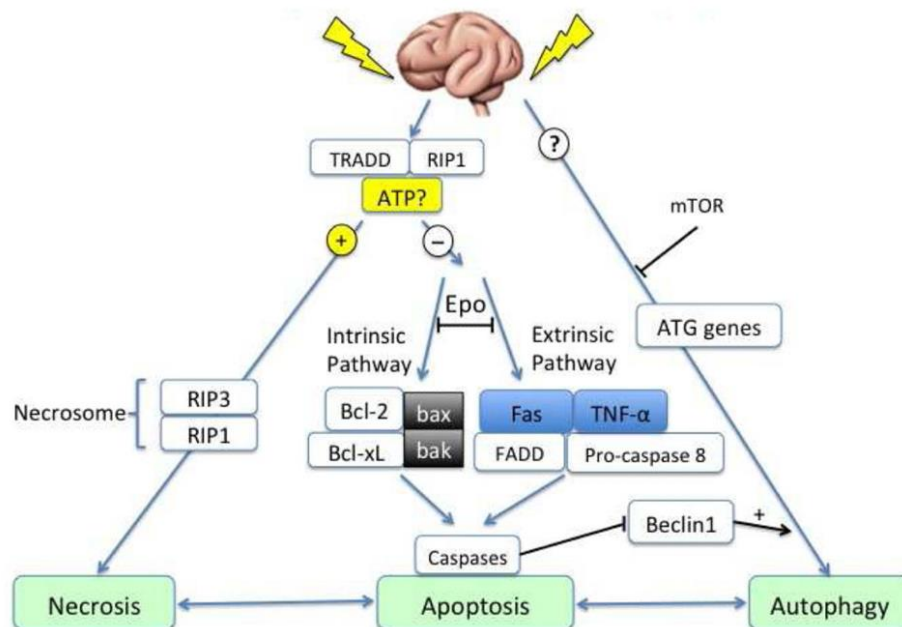 ?
TRADD RIP1
ATP?
mTOR
+ −
Epo
ATG genes
Intrinsic
Pathway
Extrinsic
Pathway
Necrosome
RIP3
RIP1
Bcl-2 bax
Bcl-xL bak
Fas TNF-α
FADD Pro-caspase 8
Beclin1
+
Caspases
Necrosis
Apoptosis
Autophagy